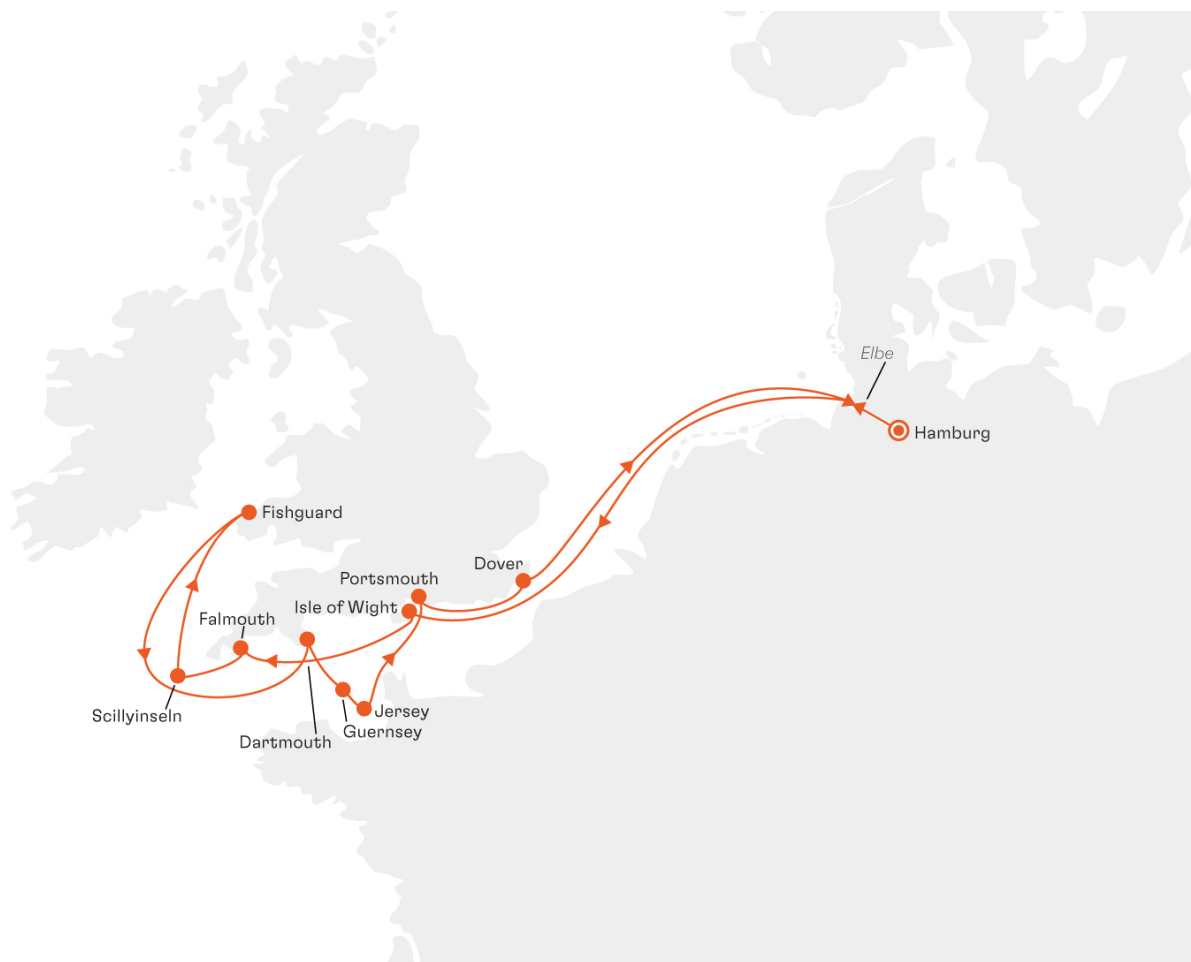 Elbe
Hamburg
Fishguard
Dover
Portsmouth
Isle of Wight
Falmouth
Scillyinseln
Jersey
Guernsey
Dartmouth